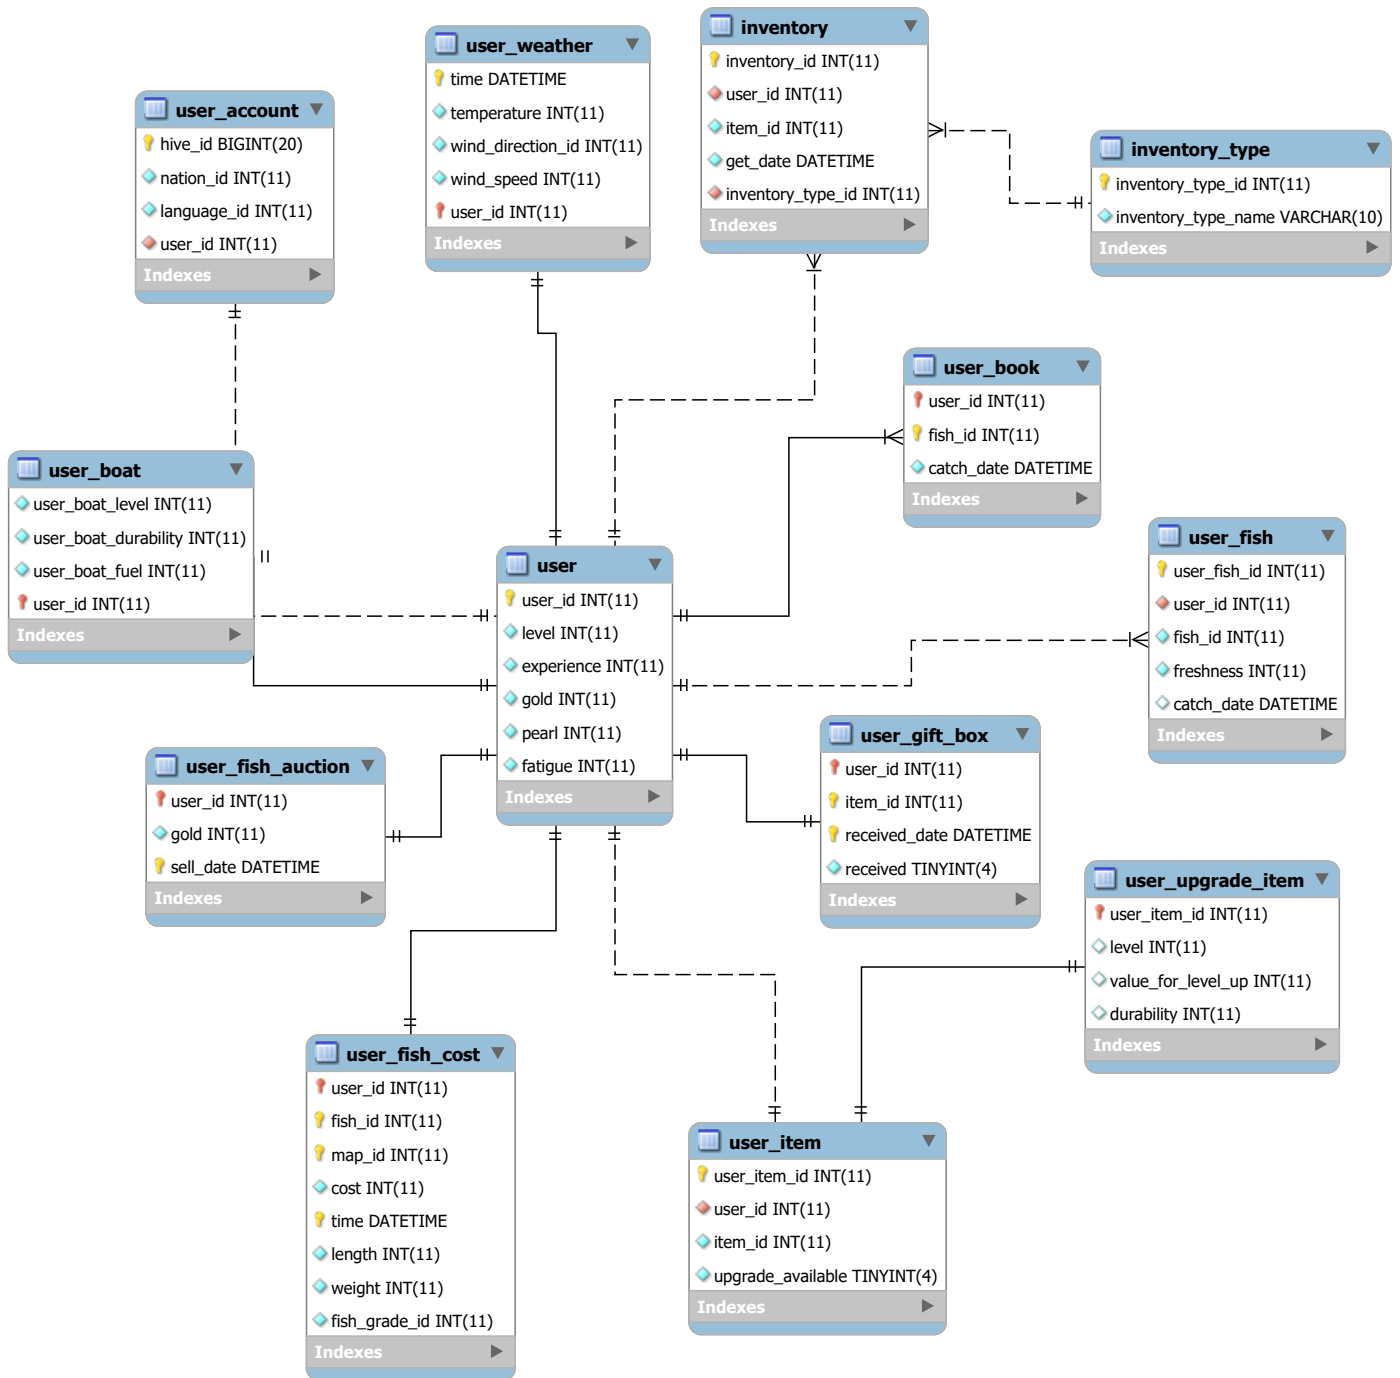 user_account
hive_id BIGINT(20)
nation_id INT(11)
language_id INT(11)
user_id INT(11)
Indexes
user_weather
time DATETIME
temperature INT(11)
wind_direction_id INT(11)
wind_speed INT(11)
user_id INT(11)
Indexes
inventory
inventory_id INT(11)
user_id INT(11)
item_id INT(11)
get_date DATETIME
inventory_type_id INT(11)
Indexes
inventory_type
inventory_type_id INT(11)
inventory_type_name VARCHAR(10)
Indexes
user_book
user_id INT(11)
fish_id INT(11)
catch_date DATETIME
Indexes
user_boat
user_boat_level INT(11)
user_boat_durability INT(11)
user_boat_fuel INT(11)
user_id INT(11)
Indexes
user
user_id INT(11)
level INT(11)
experience INT(11)
gold INT(11)
pearl INT(11)
fatigue INT(11)
Indexes
user_fish
user_fish_id INT(11)
user_id INT(11)
fish_id INT(11)
freshness INT(11)
catch_date DATETIME
Indexes
user_fish_auction
user_id INT(11)
gold INT(11)
sell_date DATETIME
Indexes
user_gift_box
user_id INT(11)
item_id INT(11)
received_date DATETIME
received TINYINT(4)
Indexes
user_upgrade_item
user_item_id INT(11)
level INT(11)
value_for_level_up INT(11)
durability INT(11)
Indexes
user_fish_cost
user_id INT(11)
fish_id INT(11)
map_id INT(11)
cost INT(11)
time DATETIME
length INT(11)
weight INT(11)
fish_grade_id INT(11)
Indexes
user_item
user_item_id INT(11)
user_id INT(11)
item_id INT(11)
upgrade_available TINYINT(4)
Indexes